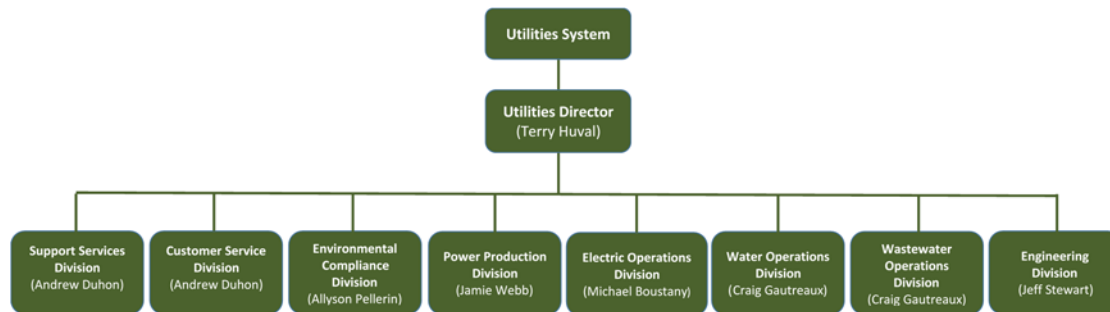 Utilities System
Utilities Director
(Terry Huval)
Support Services
Division
(Andrew Duhon)
Customer Service
Division
(Andrew Duhon)
Environmental
Compliance
Division
(Allyson Pellerin)
Power Production
Division
(Jamie Webb)
Electric Operations
Division
(Michael Boustany)
Water Operations
Division
(Craig Gautreaux)
Wastewater
Operations
Division
(Craig Gautreaux)
Engineering
Division
(Jeff Stewart)